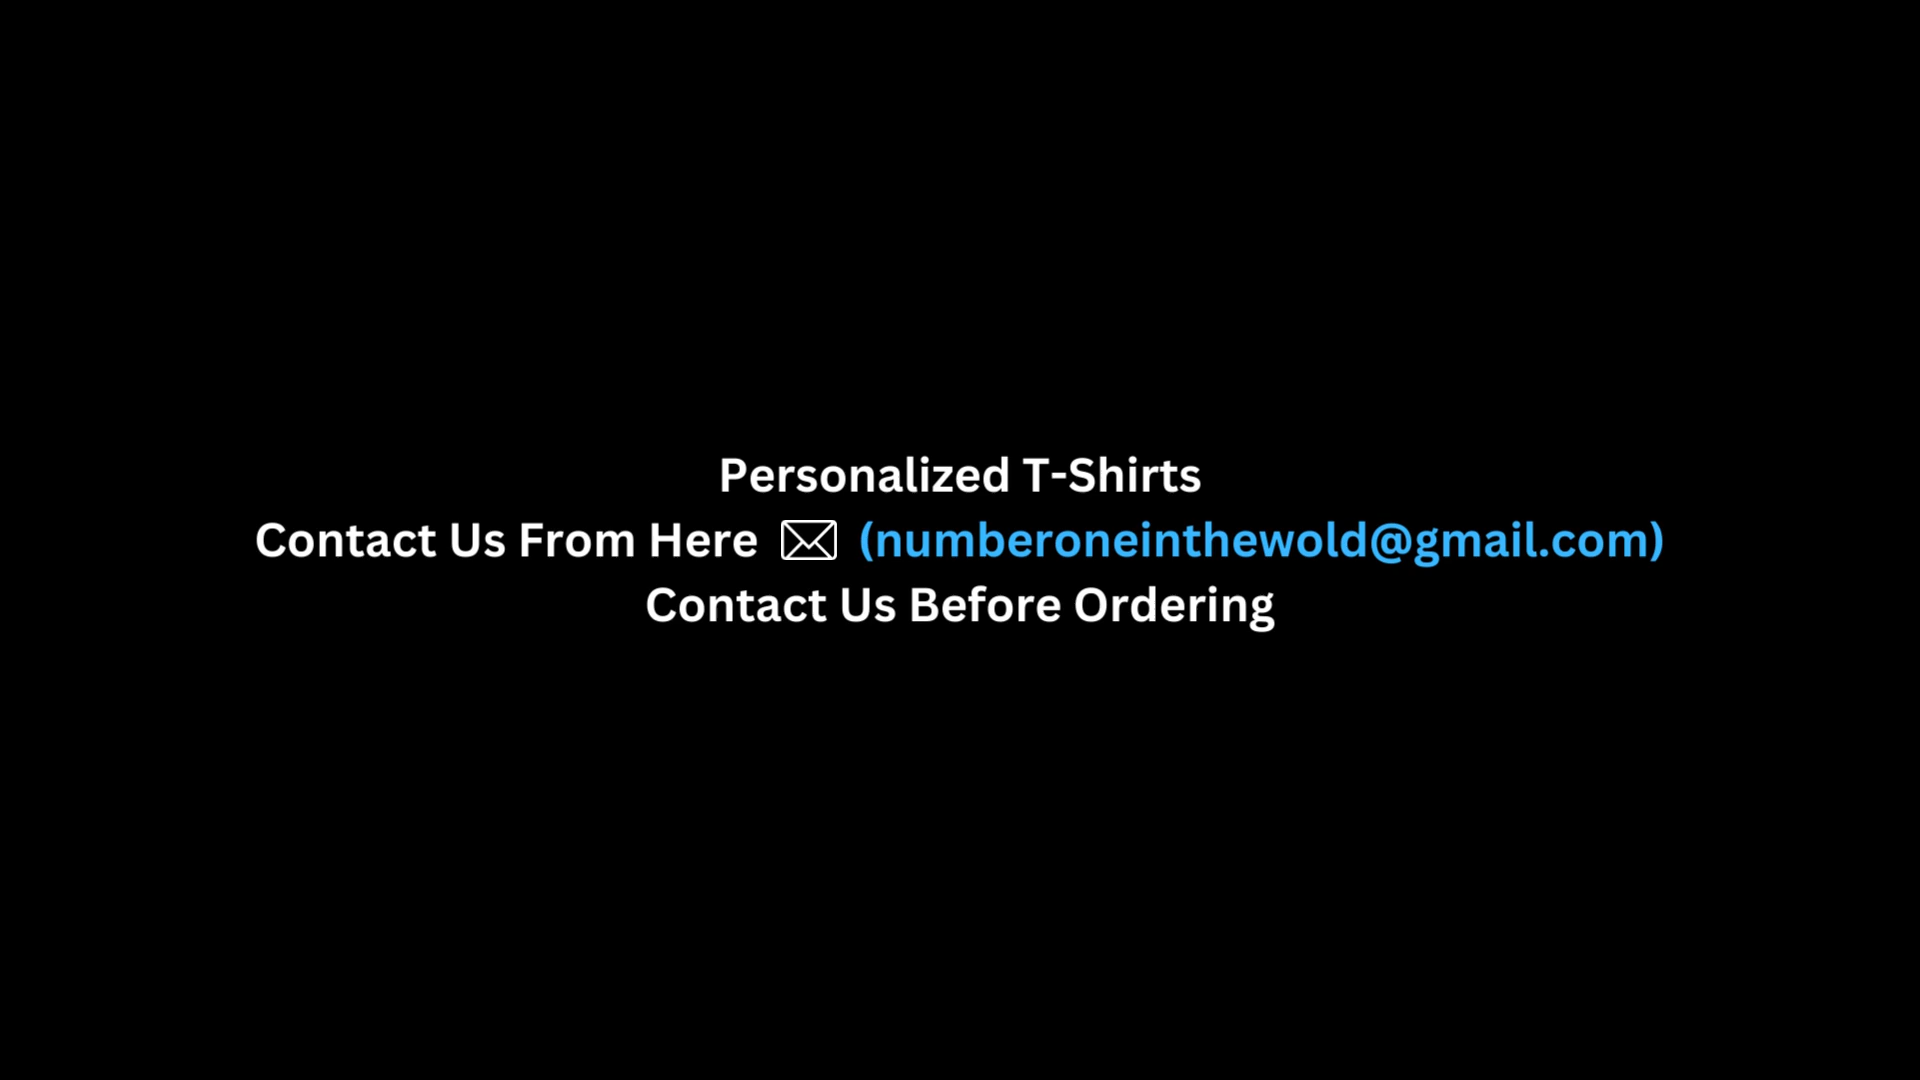 Personalized T-Shirts
Contact Us From Here ✉ (numberoneinthewold@gmail.com)
Contact Us Before Ordering